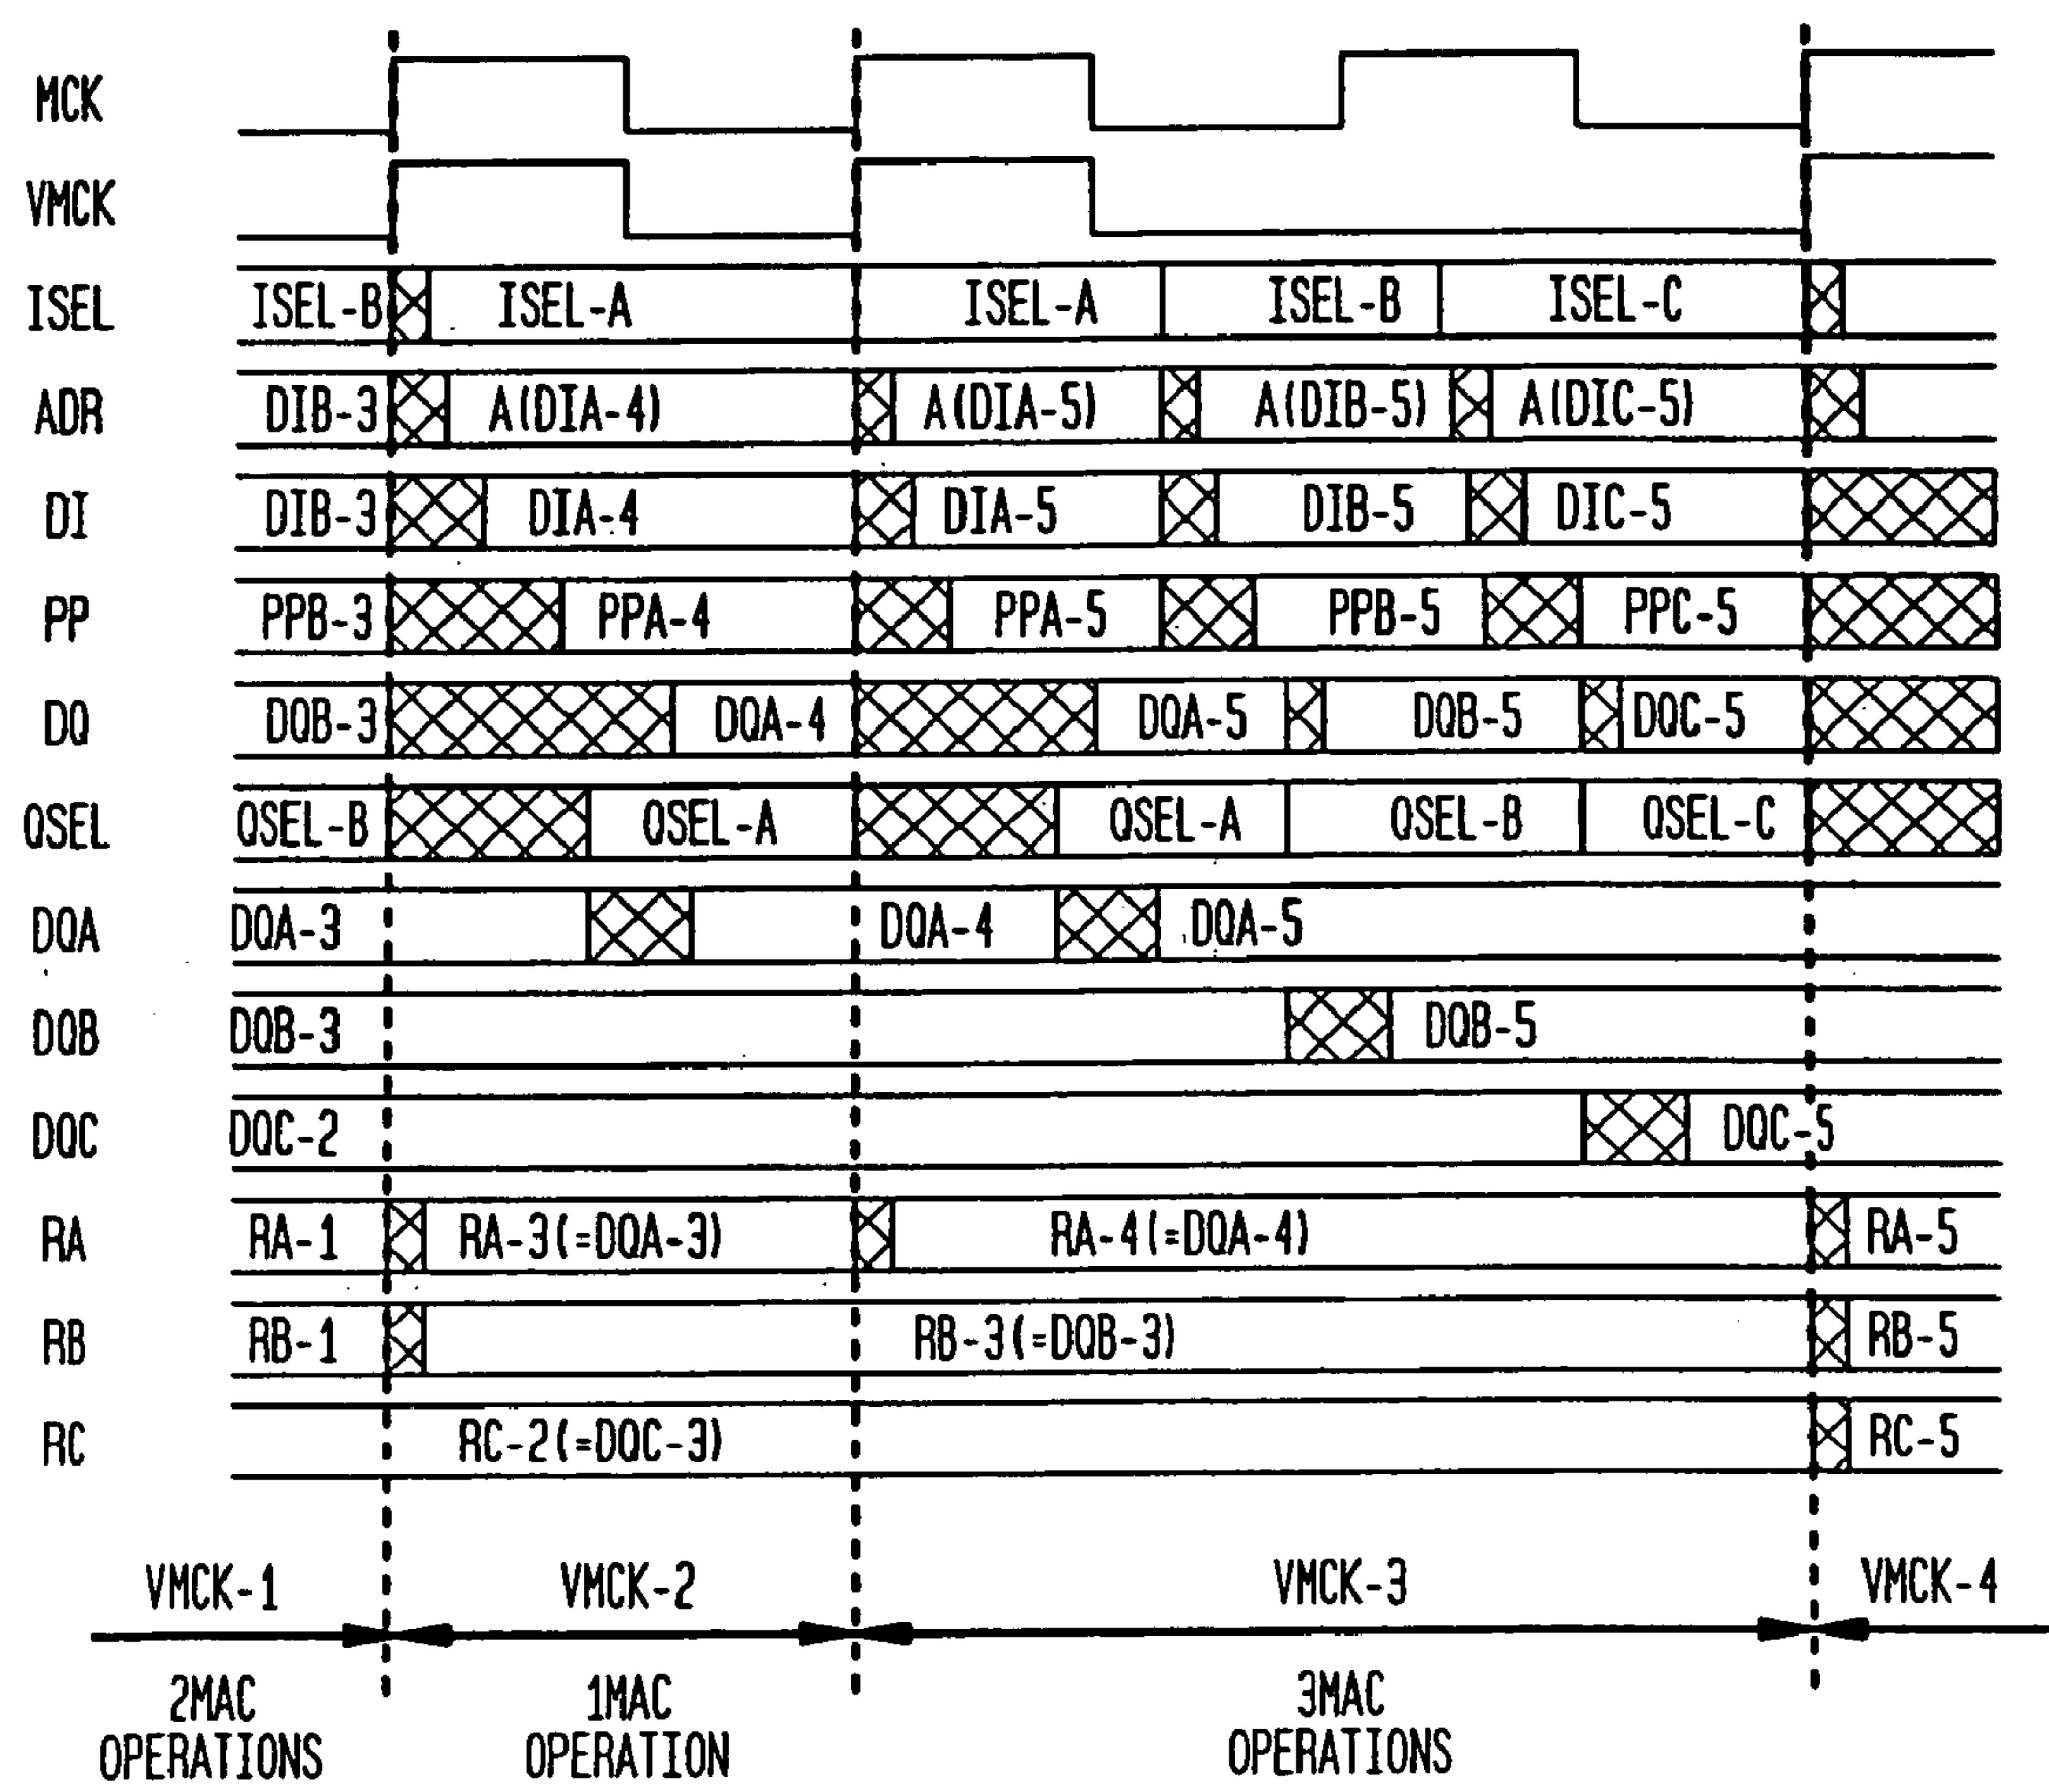 MCK
VMCK
ISEL ISEL-B ISEL-A ISEL-A ISEL-B ISEL-C
ADR DIB-3 A(DIA-4) A(DIA-5) A(DIB-5) A(DIC-5)
DI DIB-3 DIA-4 DIA-5 DIB-5 DIC-5
PP PPB-3 PPA-4 PPA-5 PPB-5 PPC-5
DQ DQB-3 DQA-4 DQA-5 DQB-5 DQC-5
QSEL QSEL-B QSEL-A QSEL-A QSEL-B QSEL-C
DQA DQA-3 DQA-4 DQA-5
DQB DQB-3 DQB-5
DQC DQC-2 DQC-5
RA RA-1 RA-3(=DQA-3) RA-4(=DQA-4) RA-5
RB RB-1 RB-3(=DQB-3) RB-5
RC RC-2(=DQC-3) RC-5
VMCK-1 VMCK-2 VMCK-3 VMCK-4
2MAC 1MAC 3MAC
OPERATIONS OPERATION OPERATIONS